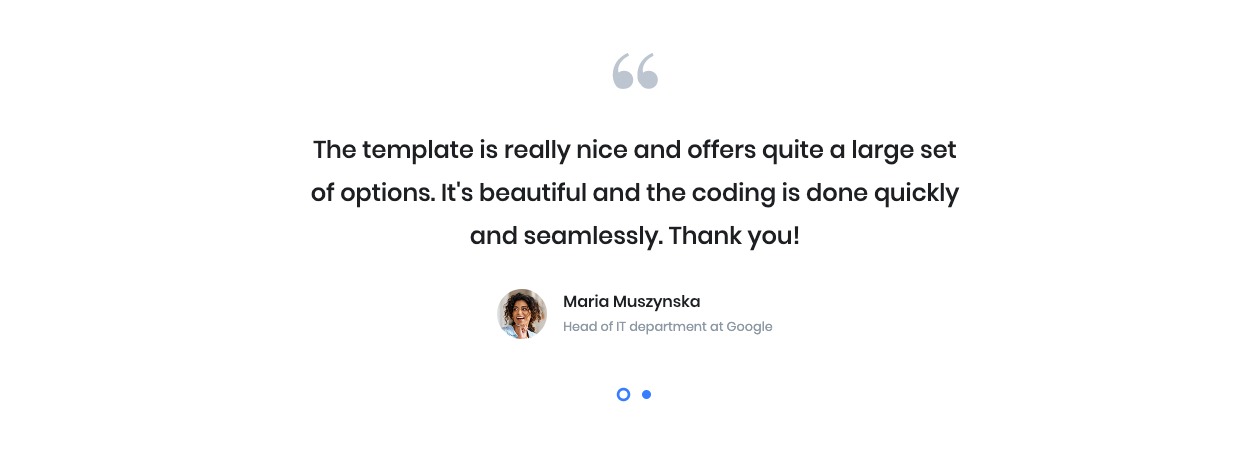 “
The template is really nice and offers quite a large set
of options. It's beautiful and the coding is done quickly
and seamlessly. Thank you!
Maria Muszynska
Head of IT department at Google